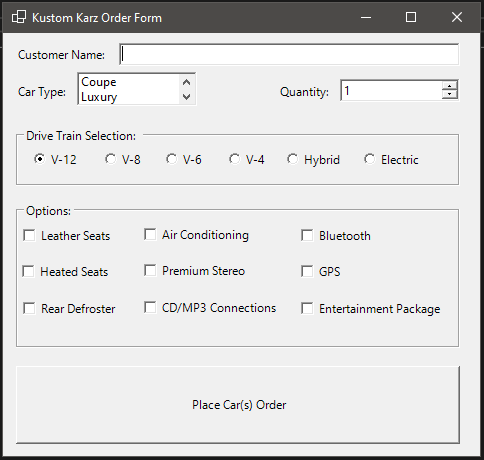 Kustom Karz Order Form
Customer Name:
Car Type: Coupe
Luxury
Quantity: 1
Drive Train Selection:
V-12 V-8 V-6 V-4 Hybrid Electric
Options:
Leather Seats Air Conditioning Bluetooth
Heated Seats Premium Stereo GPS
Rear Defroster CD/MP3 Connections Entertainment Package
Place Car(s) Order